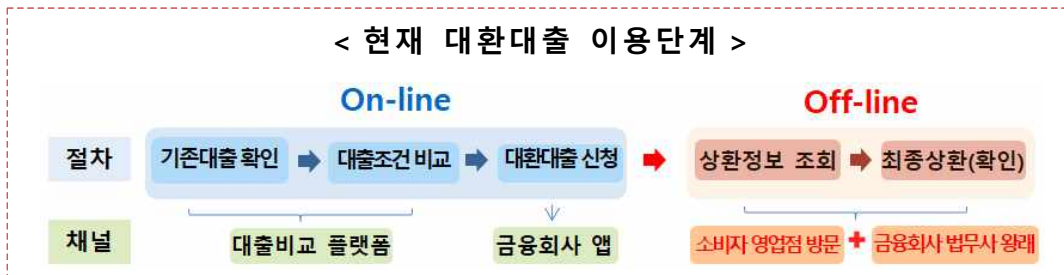 < 현재 대환대출 이용단계 >
On-line Off-line
절차 기존대출 확인 대출조건 비교 대환대출 신청 상환정보 조회 최종상환(확인)
채널 대출비교 플랫폼 금융회사 앱 소비자 영업점 방문 + 금융회사 법무사 왕래